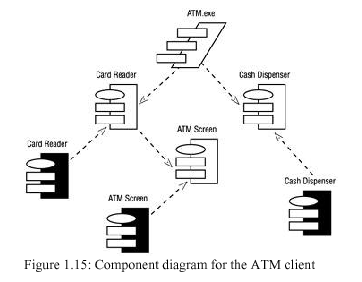 ATM.exe
Card Reader
Cash Dispenser
ATM Screen
Card Reader
Cash Dispenser
ATM Screen
Figure 1.15: Component diagram for the ATM client